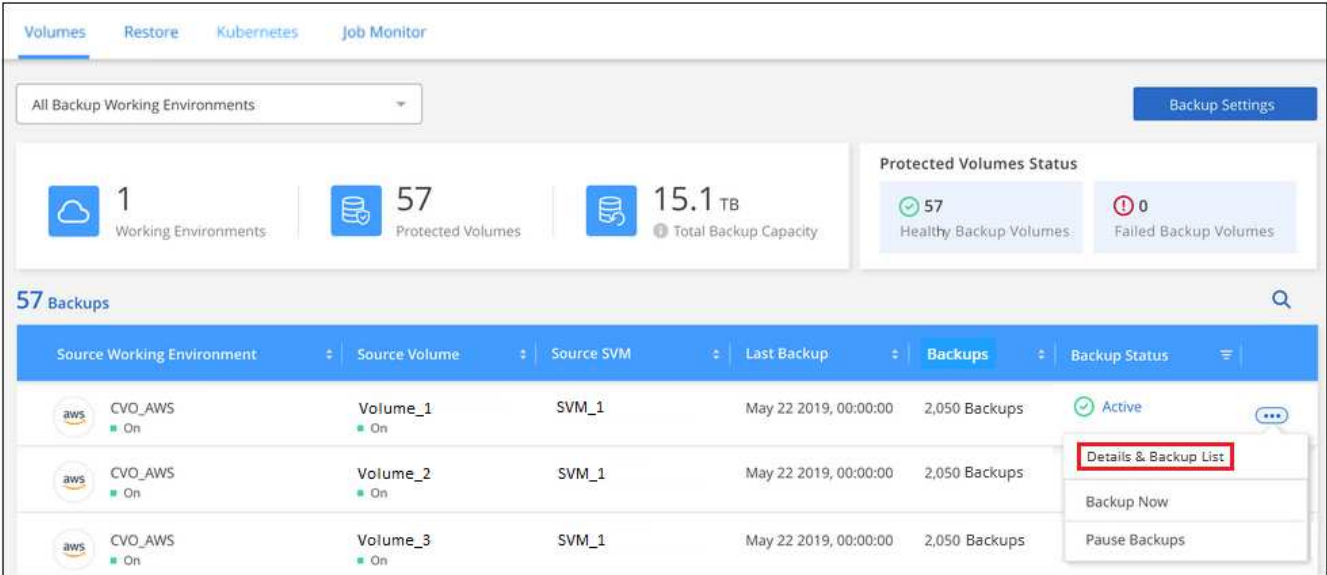 Volumes Restore Kubernetes Job Monitor
All Backup Working Environments
Backup Settings
1
Working Environments
57
Protected Volumes
15.1 TB
Total Backup Capacity
Protected Volumes Status
57
Healthy Backup Volumes
0
Failed Backup Volumes
57 Backups
Source Working Environment Source Volume Source SVM Last Backup Backups Backup Status
aws CVO_AWS Volume_1 SVM_1 May 22 2019, 00:00:00 2,050 Backups Active
On On
Details & Backup List
aws CVO_AWS Volume_2 SVM_1 May 22 2019, 00:00:00 2,050 Backups
On On
Backup Now
aws CVO_AWS Volume_3 SVM_1 May 22 2019, 00:00:00 2,050 Backups
On On
Pause Backups